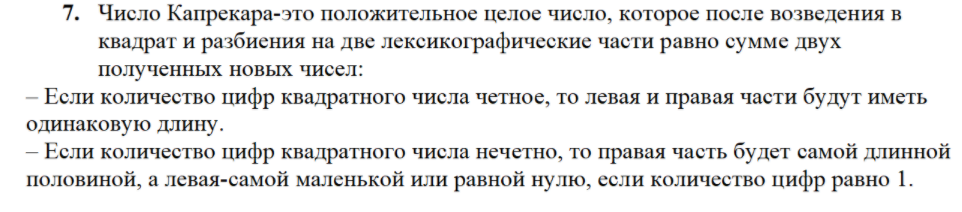 7. Число Капрекара-это положительное целое число, которое после возведения в
квадрат и разбиения на две лексикографические части равно сумме двух
полученных новых чисел:
– Если количество цифр квадратного числа четное, то левая и правая части будут иметь
одинаковую длину.
– Если количество цифр квадратного числа нечетно, то правая часть будет самой длинной
половиной, а левая-самой маленькой или равной нулю, если количество цифр равно 1.